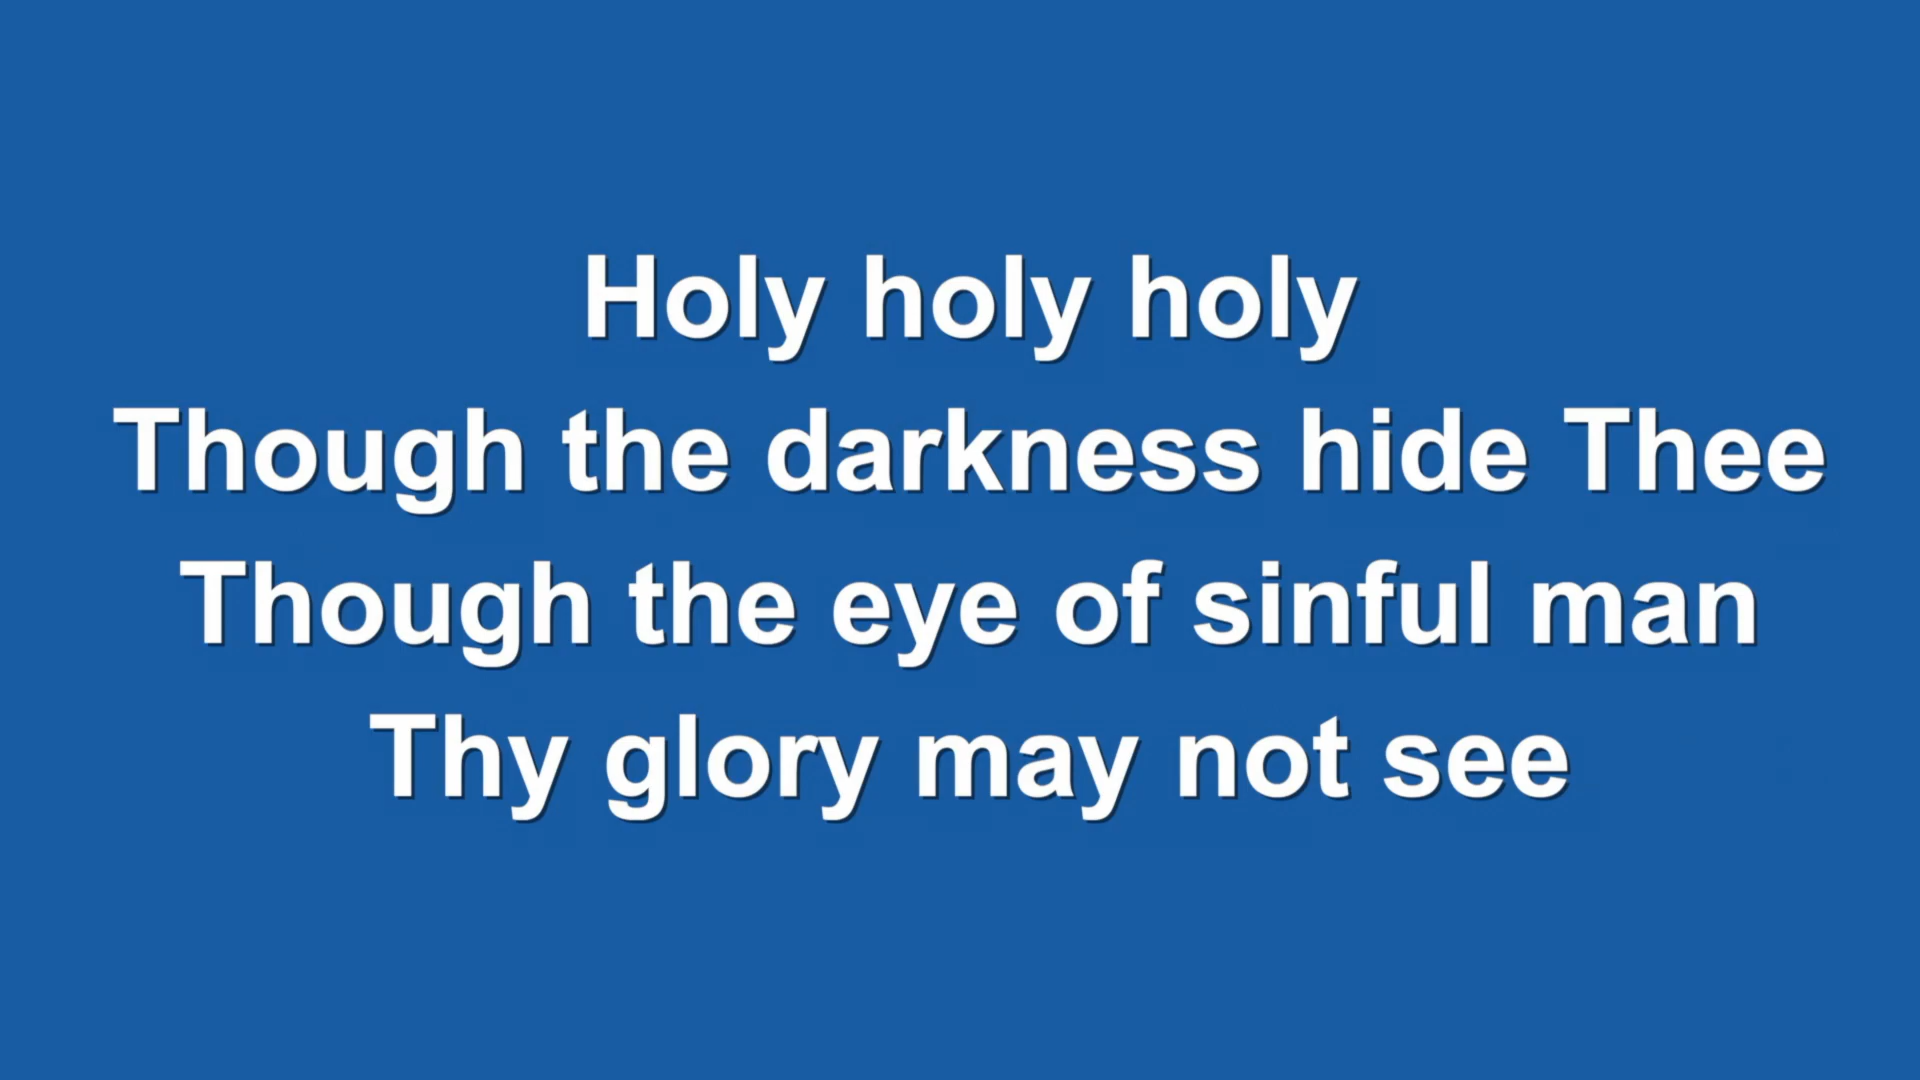 Holy holy holy
Though the darkness hide Thee
Though the eye of sinful man
Thy glory may not see